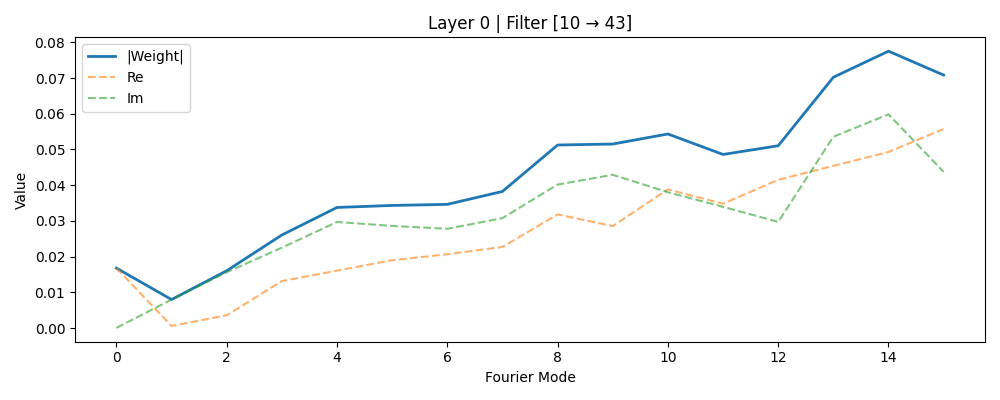 Layer 0 | Filter [10 → 43]
|Weight|
Re
Im
Value
0.08
0.07
0.06
0.05
0.04
0.03
0.02
0.01
0.00
0 2 4 6 8 10 12 14
Fourier Mode